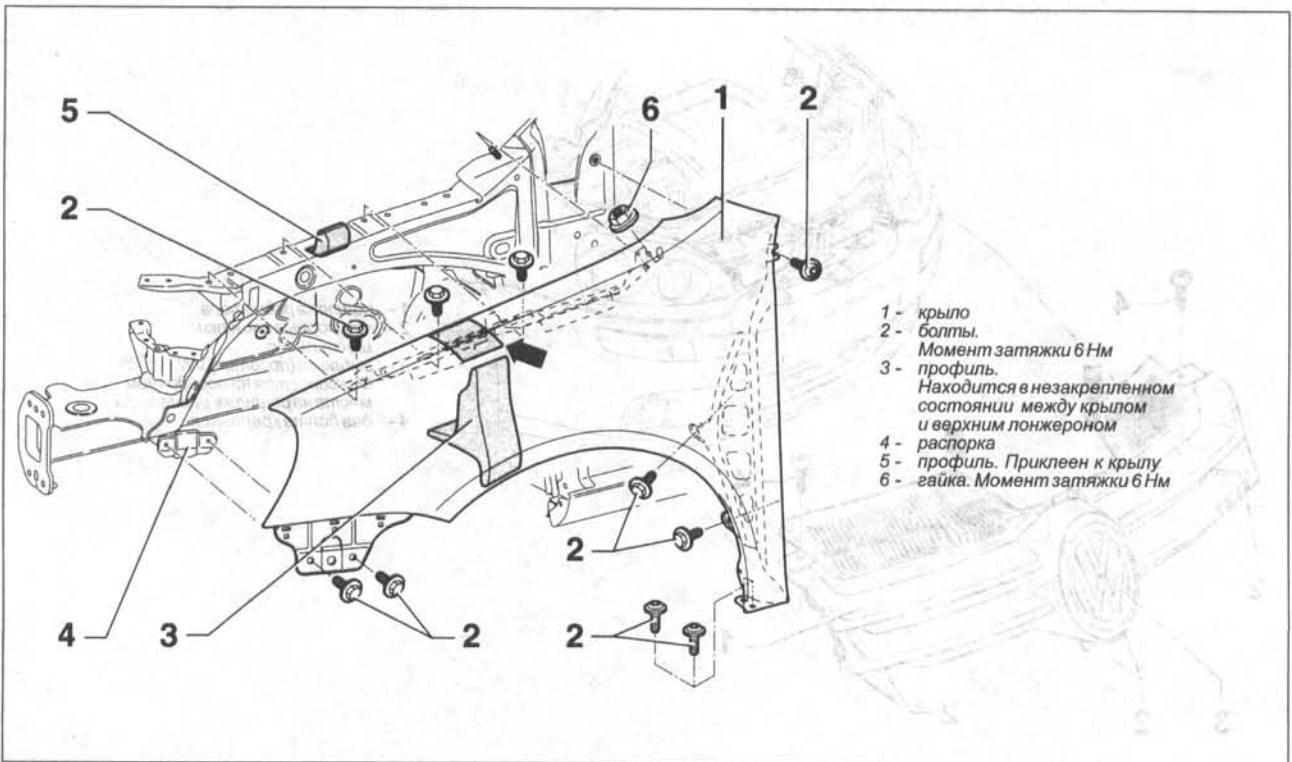 5
6
1
2
2
1 - крыло
2 - болты.
Момент затяжки 6 Нм
3 - профиль.
Находится в незакрепленном
состоянии между крылом
и верхним лонжероном
4 - распорка
5 - профиль. Приклеен к крылу
6 - гайка. Момент затяжки 6 Нм
2
4
3
2
2